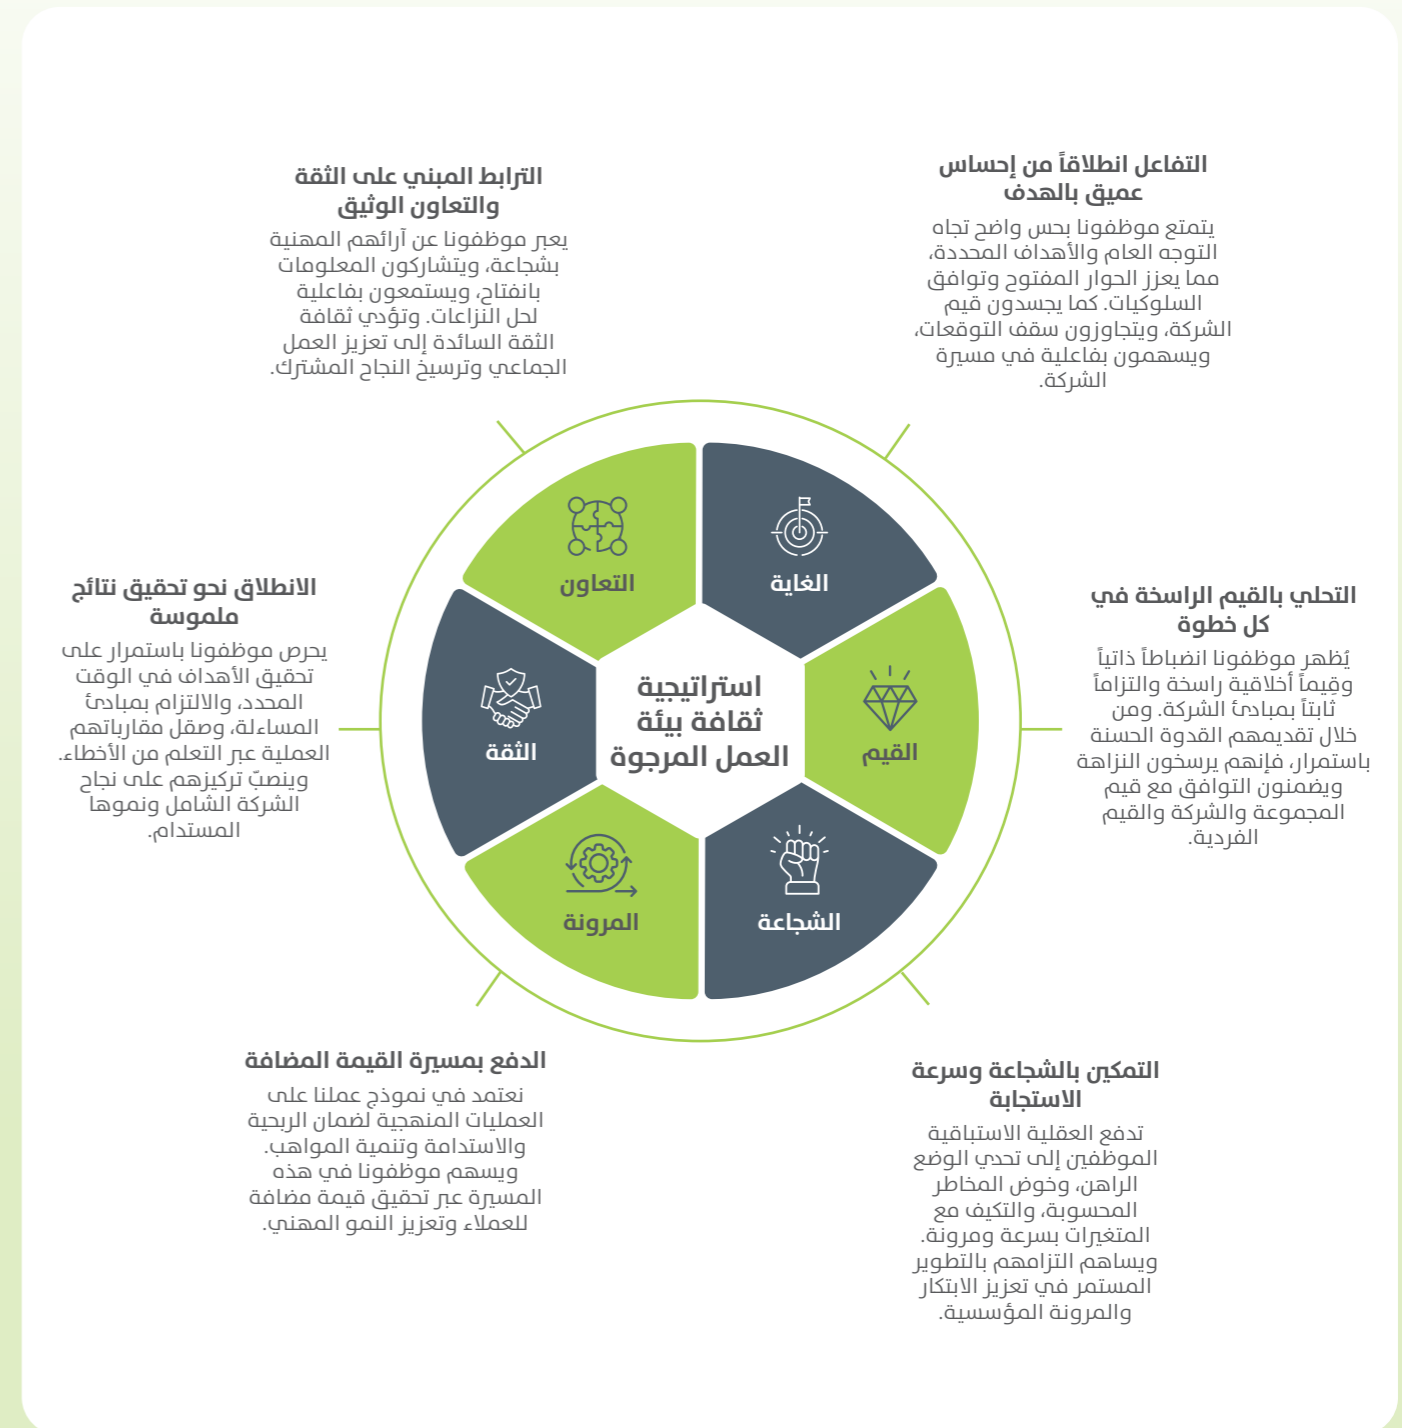 التفاعل انطلاقاً من إحساس
عميق بالهدف
يتمتع موظفونا بحس واضح تجاه
التوجه العام والأهداف المحددة،
مما يعزز الحوار المفتوح وتوافق
السلوكيات. كما يجسدون قيم
الشركة، ويتجاوزون سقف التوقعات،
ويسهمون بفاعلية في مسيرة
الشركة.
الترابط المبني على الثقة
والتعاون الوثيق
يعبر موظفونا عن آرائهم المهنية
بشجاعة، ويتشاركون المعلومات
بانفتاح، ويستمعون بفاعلية
لحل النزاعات. وتؤدي ثقافة
الثقة السائدة إلى تعزيز العمل
الجماعي وترسيخ النجاح المشترك.
الغاية
التعاون
التحلي بالقيم الراسخة في
كل خطوة
يُظهر موظفونا انضباطاً ذاتياً
وقِيماً أخلاقية راسخة والتزاماً
ثابتاً بمبادئ الشركة. ومن
خلال تقديمهم القدوة الحسنة
باستمرار، فإنهم يرسخون النزاهة
ويضمنون التوافق مع قيم
المجموعة والشركة والقيم
الفردية.
القيم
استراتيجية
ثقافة بيئة
العمل المرجوة
الثقة
الانطلاق نحو تحقيق نتائج
ملموسة
يحرص موظفونا باستمرار على
تحقيق الأهداف في الوقت
المحدد، والالتزام بمبادئ
المساءلة، وصقل مقارباتهم
العملية عبر التعلم من الأخطاء.
وينصبّ تركيزهم على نجاح
الشركة الشامل ونموها
المستدام.
الشجاعة
المرونة
التمكين بالشجاعة وسرعة
الاستجابة
تدفع العقلية الاستباقية
الموظفين إلى تحدي الوضع
الراهن، وخوض المخاطر
المحسوبة، والتكيف مع
المتغيرات بسرعة ومرونة.
ويساهم التزامهم بالتطوير
المستمر في تعزيز الابتكار
والمرونة المؤسسية.
الدفع بمسيرة القيمة المضافة
نعتمد في نموذج عملنا على
العمليات المنهجية لضمان الربحية
والاستدامة وتنمية المواهب.
ويسهم موظفونا في هذه
المسيرة عبر تحقيق قيمة مضافة
للعملاء وتعزيز النمو المهني.